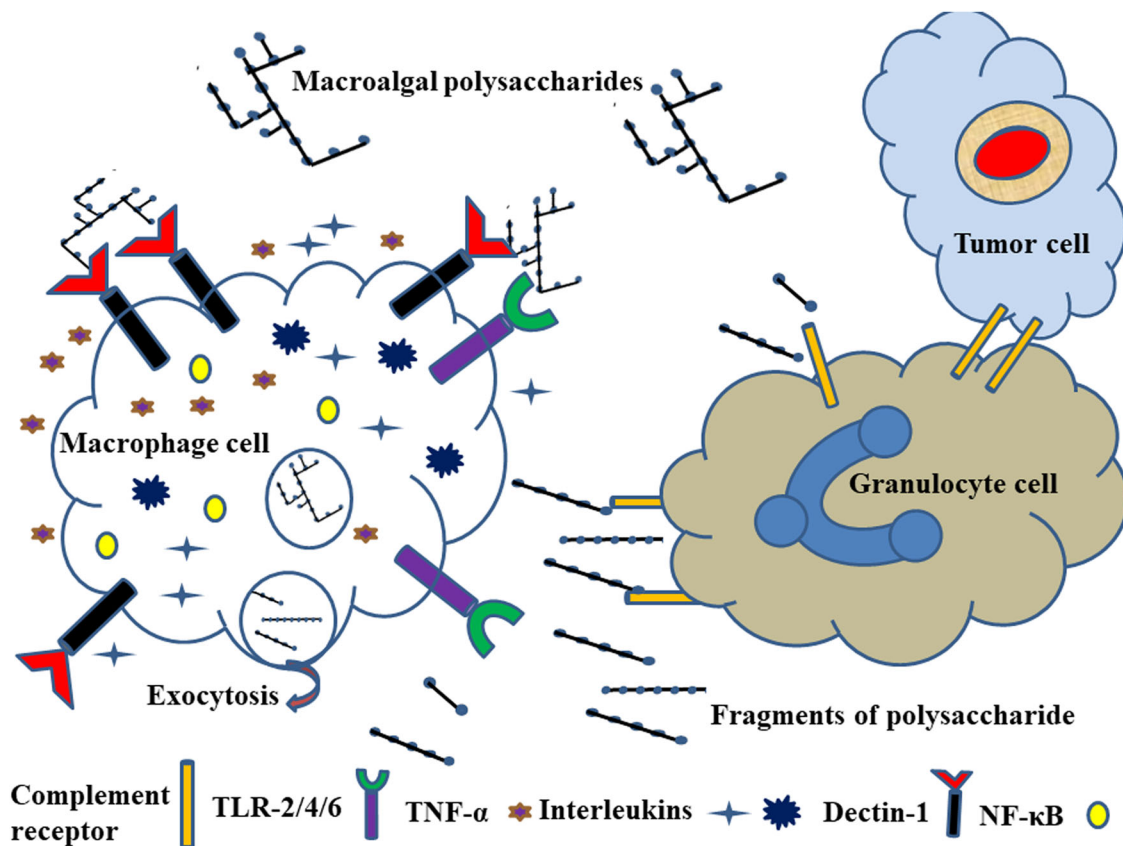 Macroalgal polysaccharides
Tumor cell
Macrophage cell
Granulocyte cell
Exocytosis
Fragments of polysaccharide
Complement receptor
TLR-2/4/6
TNF-α
Interleukins
Dectin-1
NF-κB